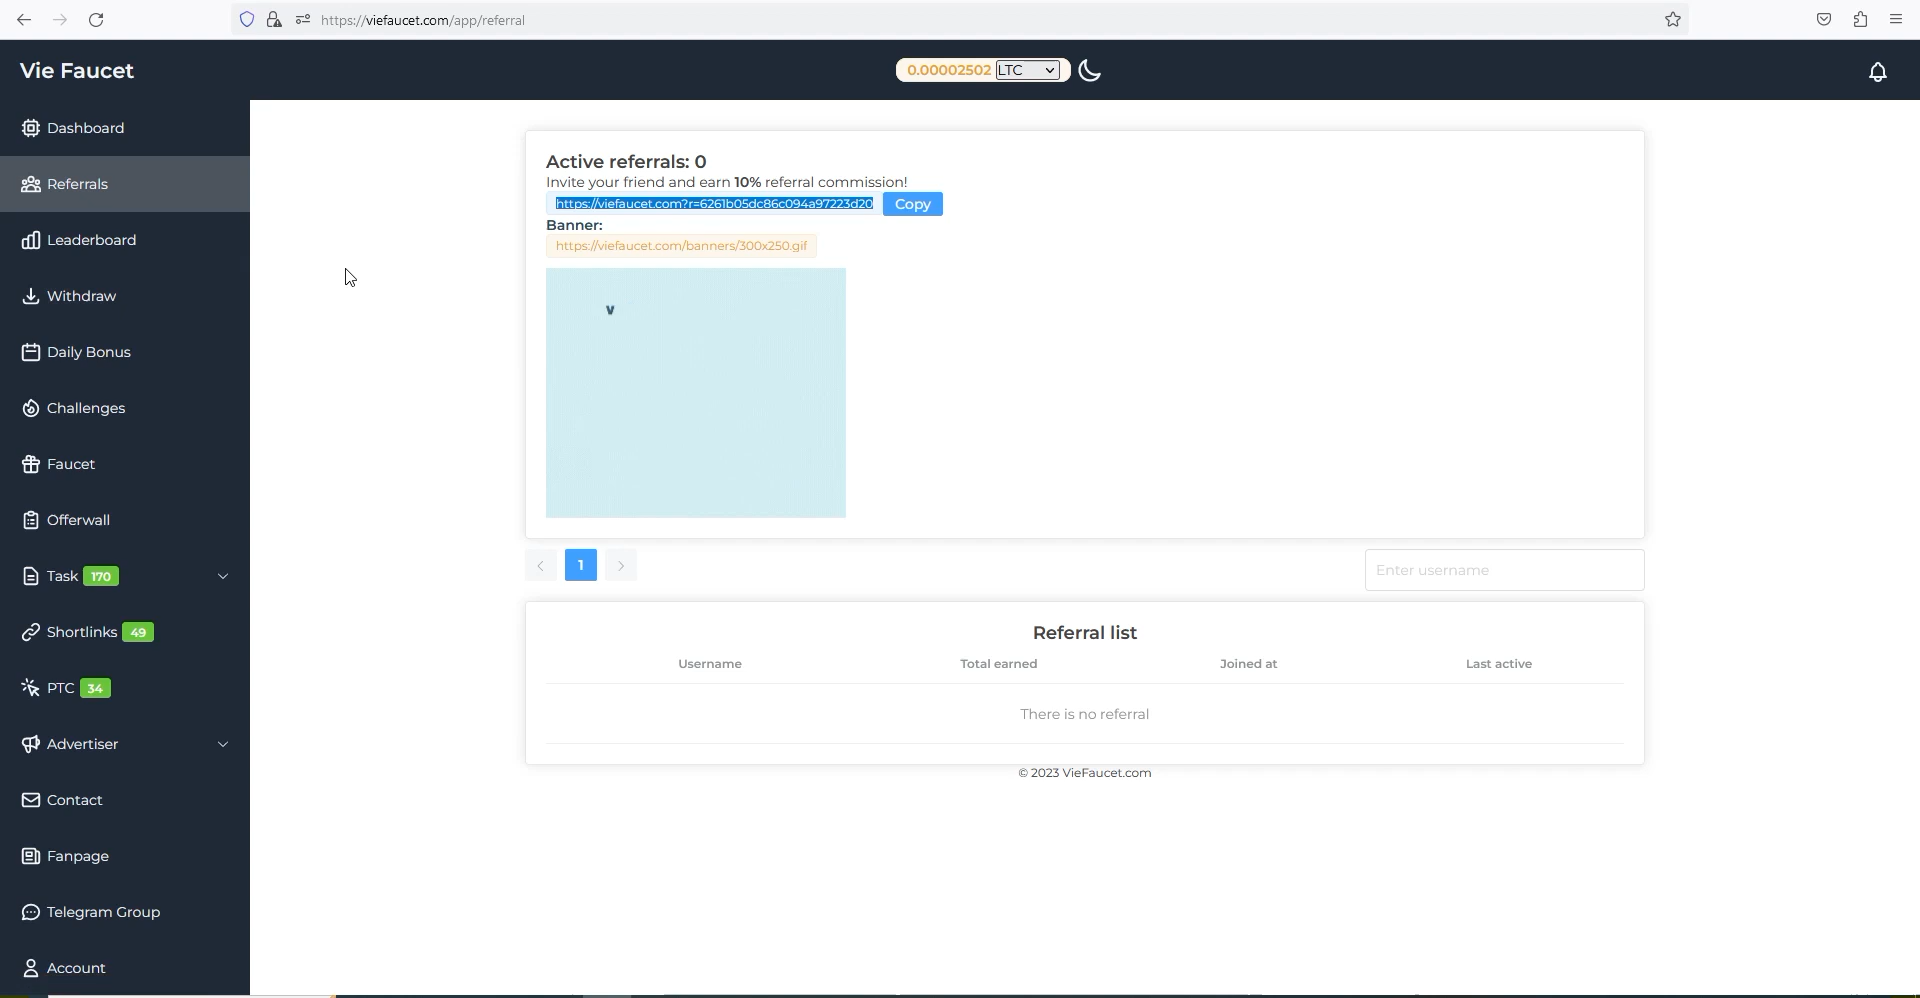 https://viefaucet.com/app/referral
Vie Faucet
0.00002502 LTC
Dashboard
Referrals
Leaderboard
Withdraw
Daily Bonus
Challenges
Faucet
Offerwall
Task 170
Shortlinks 49
PTC 34
Advertiser
Contact
Fanpage
Telegram Group
Account
Active referrals: 0
Invite your friend and earn 10% referral commission!
https://viefaucet.com?r=6261b05dc86c094a97223d20 Copy
Banner:
https://viefaucet.com/banners/300x250.gif
v
1
Enter username
Referral list
Username Total earned Joined at Last active
There is no referral
© 2023 VieFaucet.com